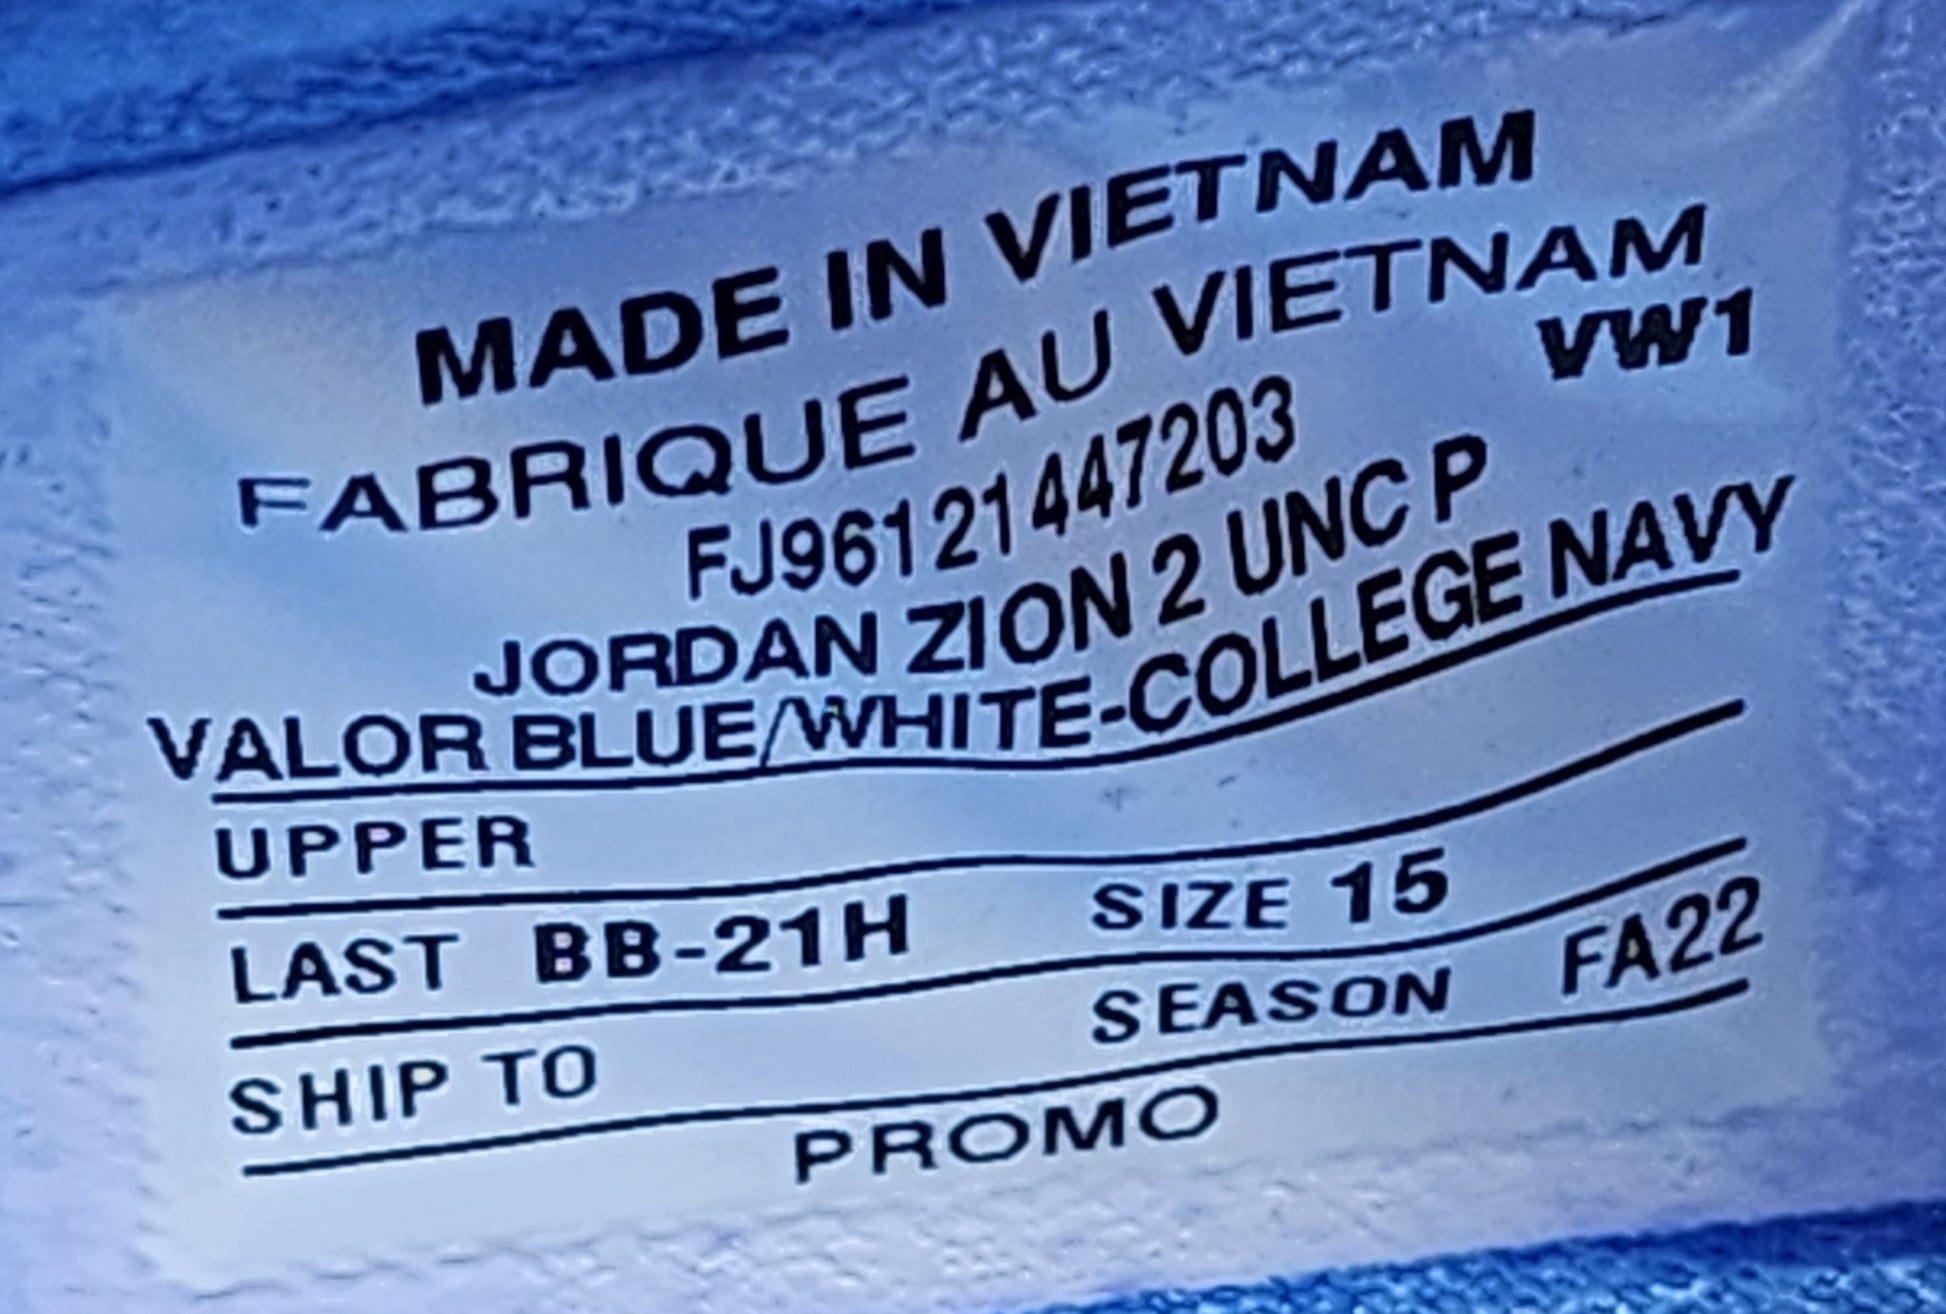 MADE IN VIETNAM
FABRIQUE AU VIETNAM
VW1
FJ96121447203
JORDAN ZION 2 UNC P
VALOR BLUE/WHITE-COLLEGE NAVY
UPPER
LAST BB-21H SIZE 15
SHIP TO SEASON FA22
PROMO